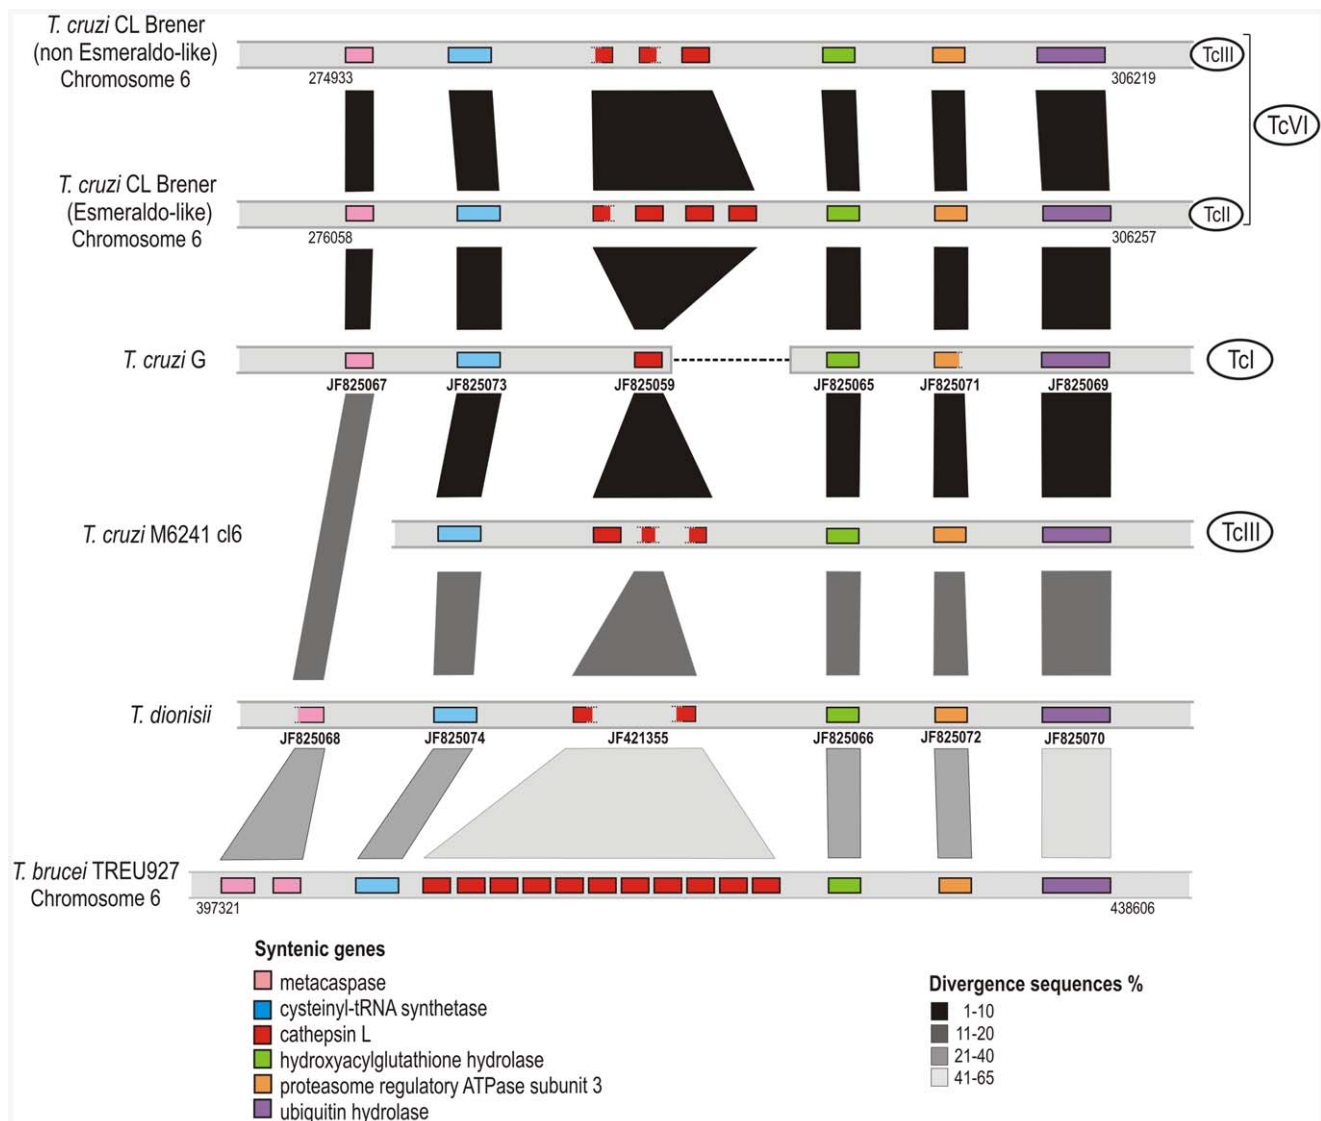 T. cruzi CL Brener
(non Esmeraldo-like)
Chromosome 6
274933
306219
TcIII
TcVI
T. cruzi CL Brener
(Esmeraldo-like)
Chromosome 6
276058
306257
TcII
T. cruzi G
TcI
JF825067 JF825073 JF825059 JF825065 JF825071 JF825069
T. cruzi M6241 cl6
TcIII
T. dionisii
JF825068 JF825074 JF421355 JF825066 JF825072 JF825070
T. brucei TREU927
Chromosome 6
397321
438606
Syntenic genes
metacaspase
cysteinyl-tRNA synthetase
cathepsin L
hydroxyacylglutathione hydrolase
proteasome regulatory ATPase subunit 3
ubiquitin hydrolase
Divergence sequences %
1-10
11-20
21-40
41-65